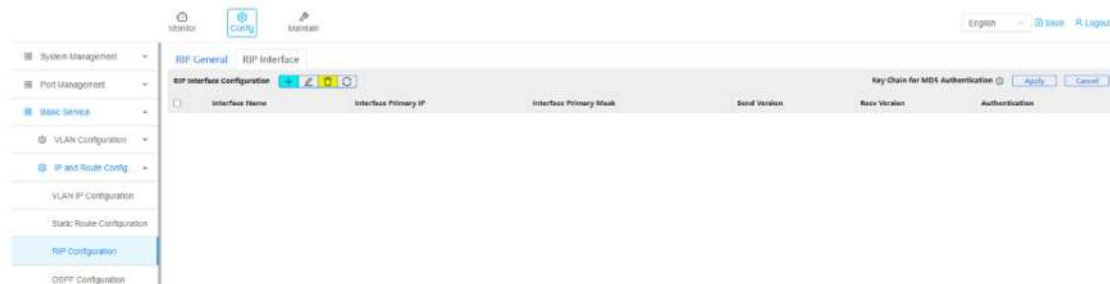 Monitor
Config
Maintain
English
Save
Logout
System Management
Port Management
Basic Service
VLAN Configuration
IP and Route Config
VLAN IP Configuration
Static Route Configuration
RIP Configuration
OSPF Configuration
RIP General
RIP Interface
RIP Interface Configuration
Key Chain for MD5 Authentication
Apply
Cancel
Interface Name
Interface Primary IP
Interface Primary Mask
Send Version
Recv Version
Authentication